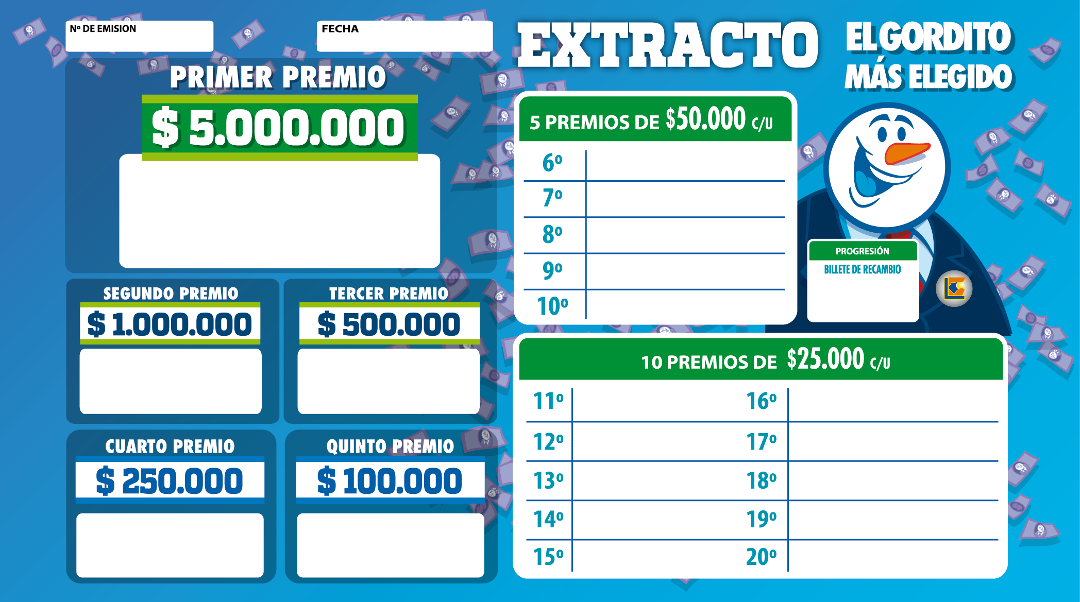 Nº DE EMISION
FECHA
PRIMER PREMIO
$ 5.000.000
SEGUNDO PREMIO
$ 1.000.000
TERCER PREMIO
$ 500.000
CUARTO PREMIO
$ 250.000
QUINTO PREMIO
$ 100.000
EXTRACTO
EL GORDITO
MÁS ELEGIDO
5 PREMIOS DE $50.000 C/U
6º
7º
8º
9º
10º
PROGRESIÓN
BILLETE DE RECAMBIO
10 PREMIOS DE $25.000 C/U
11º 16º
12º 17º
13º 18º
14º 19º
15º 20º